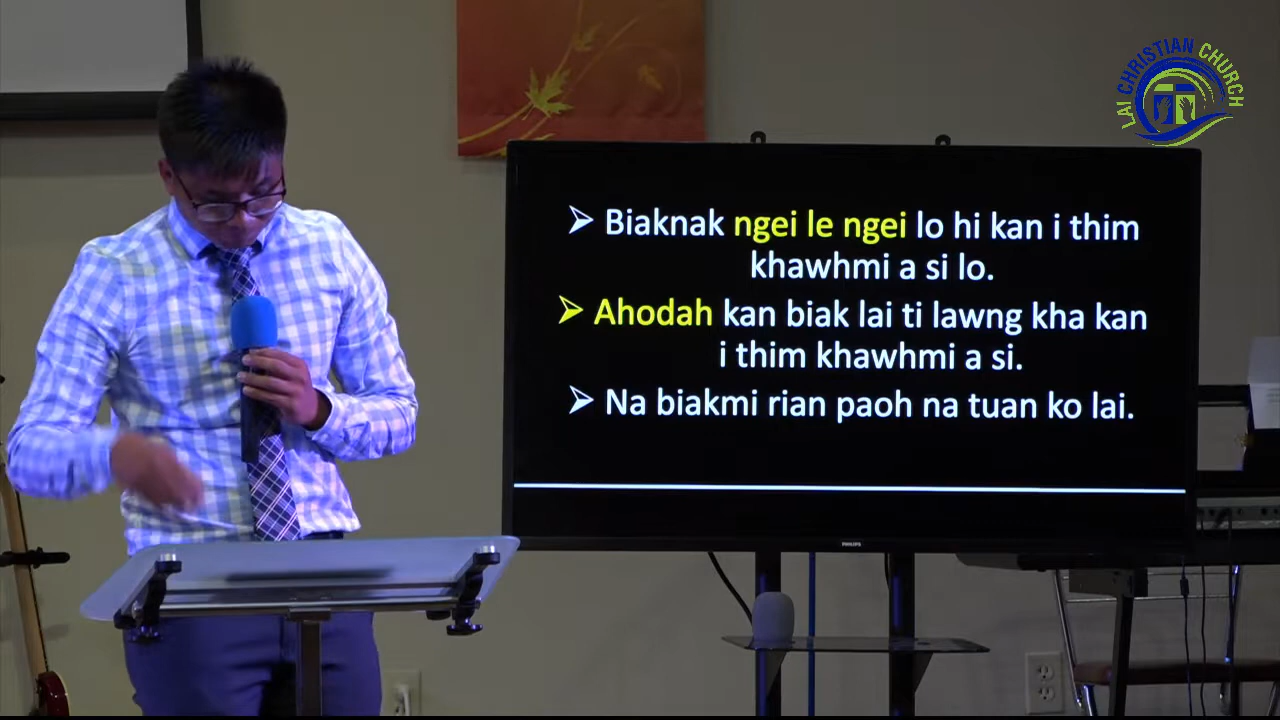 LAI CHRISTIAN CHURCH
➢ Biaknak ngei le ngei lo hi kan i thim
khawhmi a si lo.
➢ Ahodah kan biak lai ti lawng kha kan
i thim khawhmi a si.
➢ Na biakmi rian paoh na tuan ko lai.
PHILIPS